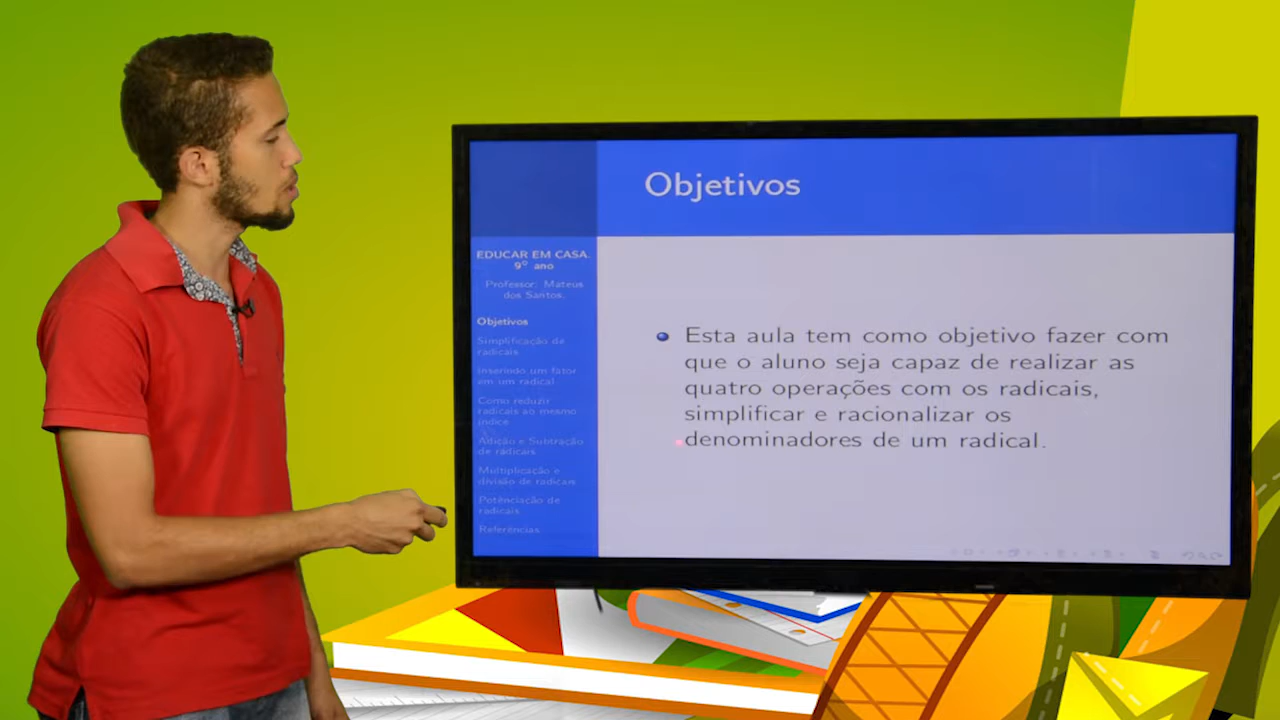 Objetivos
EDUCAR EM CASA.
9º ano
Professor: Mateus
dos Santos.
Objetivos
Simplificação de
radicais
Inserindo um fator
em um radical
Como reduzir
radicais ao mesmo
índice
Adição e Subtração
de radicais
Multiplicação e
divisão de radicais
Potênciação de
radicais
Referências
Esta aula tem como objetivo fazer com
que o aluno seja capaz de realizar as
quatro operações com os radicais,
simplificar e racionalizar os
denominadores de um radical.